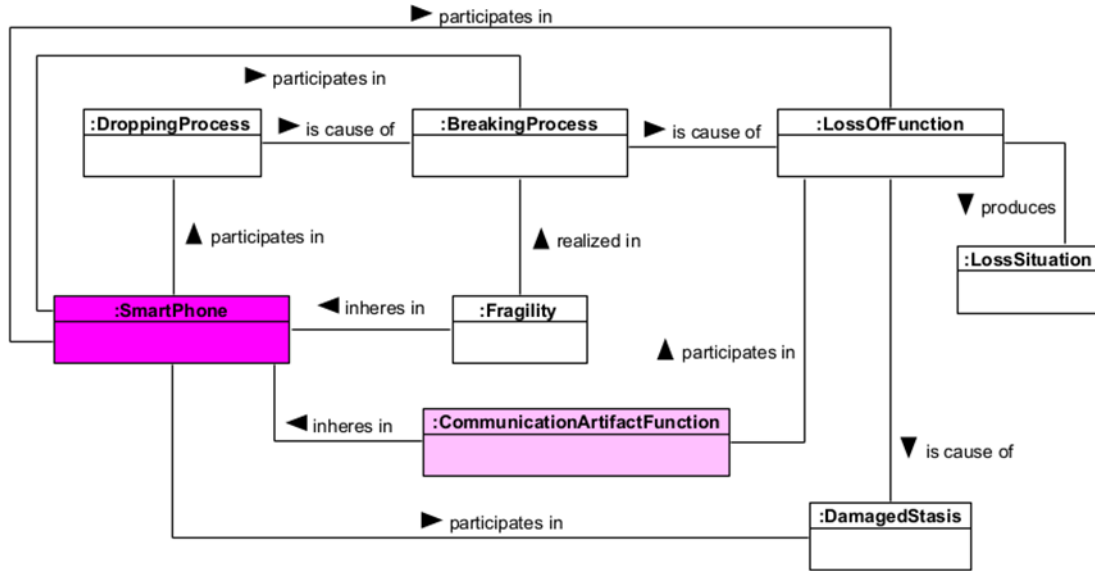 participates in
participates in
:DroppingProcess
is cause of
:BreakingProcess
is cause of
:LossOfFunction
produces
participates in
realized in
:LossSituation
:SmartPhone
inheres in
:Fragility
participates in
inheres in
:CommunicationArtifactFunction
is cause of
participates in
:DamagedStasis